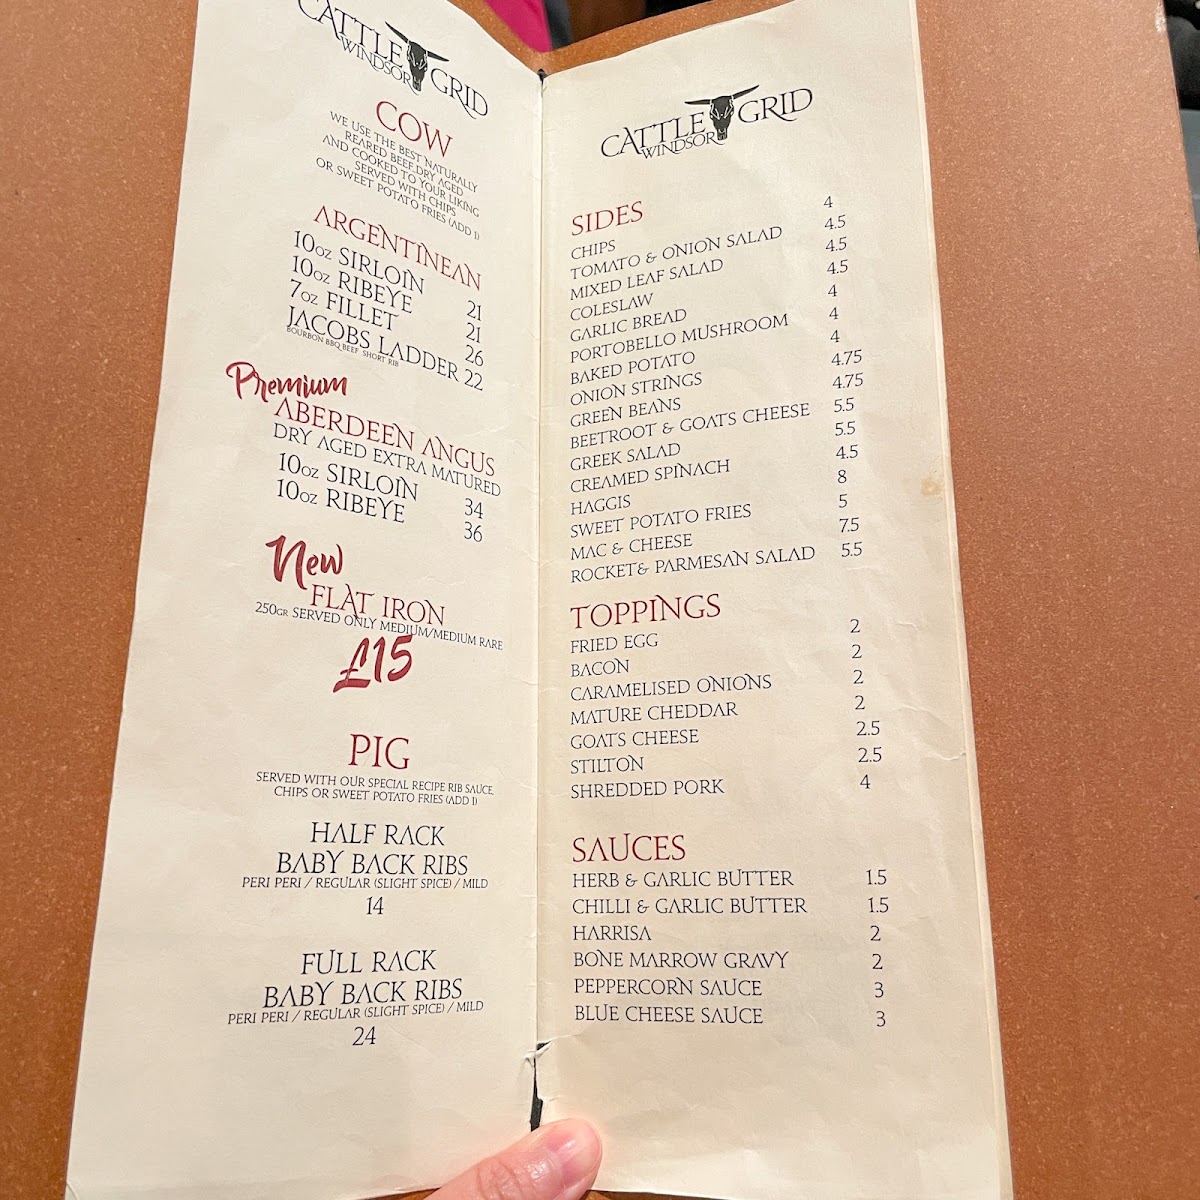 CATTLE GRID
WINDSOR
COW
WE USE THE BEST NATURALLY
REARED BEEF.DRY AGED
AND COOKED TO YOUR LIKING
SERVED WITH CHIPS
OR SWEET POTATO FRIES (ADD 1)
ARGENTINEAN
10oz SIRLOIN 21
10oz RIBEYE 21
7oz FILLET 26
JACOBS LADDER 22
BOURBON BBQ BEEF SHORT RIB
Premium
ABERDEEN ANGUS
DRY AGED EXTRA MATURED
10oz SIRLOIN 34
10oz RIBEYE 36
New
FLAT IRON
250GR SERVED ONLY MEDIUM/MEDIUM RARE
£15
PIG
SERVED WITH OUR SPECIAL RECIPE RIB SAUCE,
CHIPS OR SWEET POTATO FRIES (ADD 1)
HALF RACK
BABY BACK RIBS
PERI PERI / REGULAR (SLIGHT SPICE) / MILD
14
FULL RACK
BABY BACK RIBS
PERI PERI / REGULAR (SLIGHT SPICE) / MILD
24
CATTLE GRID
WINDSOR
SIDES
CHIPS 4
TOMATO & ONION SALAD 4.5
MIXED LEAF SALAD 4.5
COLESLAW 4.5
GARLIC BREAD 4
PORTOBELLO MUSHROOM 4
BAKED POTATO 4
ONION STRINGS 4.75
GREEN BEANS 4.75
BEETROOT & GOATS CHEESE 5.5
GREEK SALAD 5.5
CREAMED SPINACH 4.5
HAGGIS 8
SWEET POTATO FRIES 5
MAC & CHEESE 7.5
ROCKET& PARMESAN SALAD 5.5
TOPPINGS
FRIED EGG 2
BACON 2
CARAMELISED ONIONS 2
MATURE CHEDDAR 2
GOATS CHEESE 2.5
STILTON 2.5
SHREDDED PORK 4
SAUCES
HERB & GARLIC BUTTER 1.5
CHILLI & GARLIC BUTTER 1.5
HARRISA 2
BONE MARROW GRAVY 2
PEPPERCORN SAUCE 3
BLUE CHEESE SAUCE 3